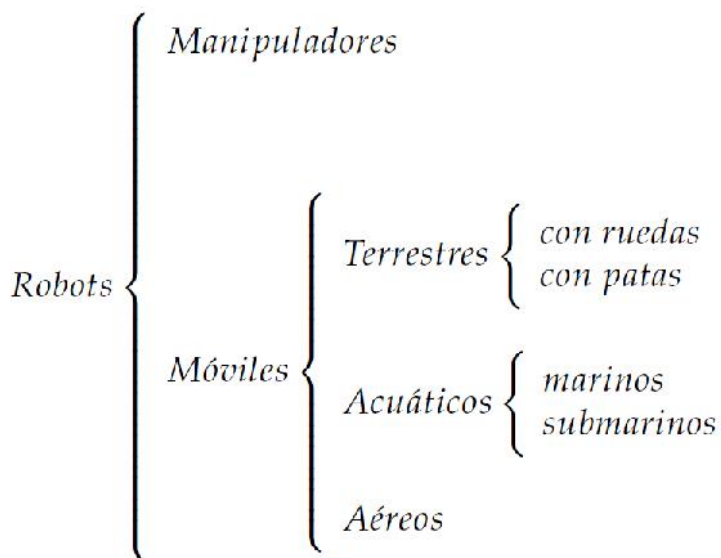 Manipuladores
Robots
Móviles
Terrestres
con ruedas
con patas
Acuáticos
marinos
submarinos
Aéreos